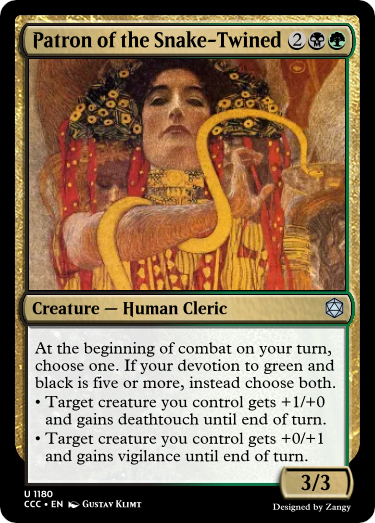 Patron of the Snake-Twined 2
Creature — Human Cleric
At the beginning of combat on your turn,
choose one. If your devotion to green and
black is five or more, instead choose both.
• Target creature you control gets +1/+0
and gains deathtouch until end of turn.
• Target creature you control gets +0/+1
and gains vigilance until end of turn.
3/3
U 1180
CCC • EN Gustav Klimt
Designed by Zangy